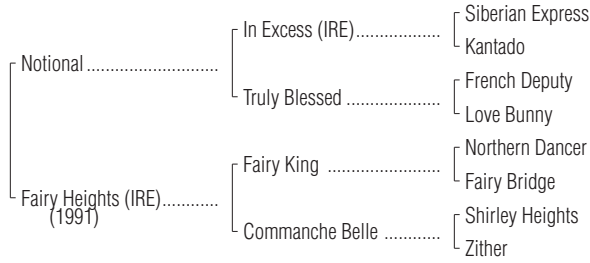 Siberian Express
In Excess (IRE)....................
Kantado
Notional ............................
French Deputy
Truly Blessed ....................
Love Bunny
Northern Dancer
Fairy King ........................
Fairy Bridge
Fairy Heights (IRE)............
(1991)
Shirley Heights
Commanche Belle ............
Zither